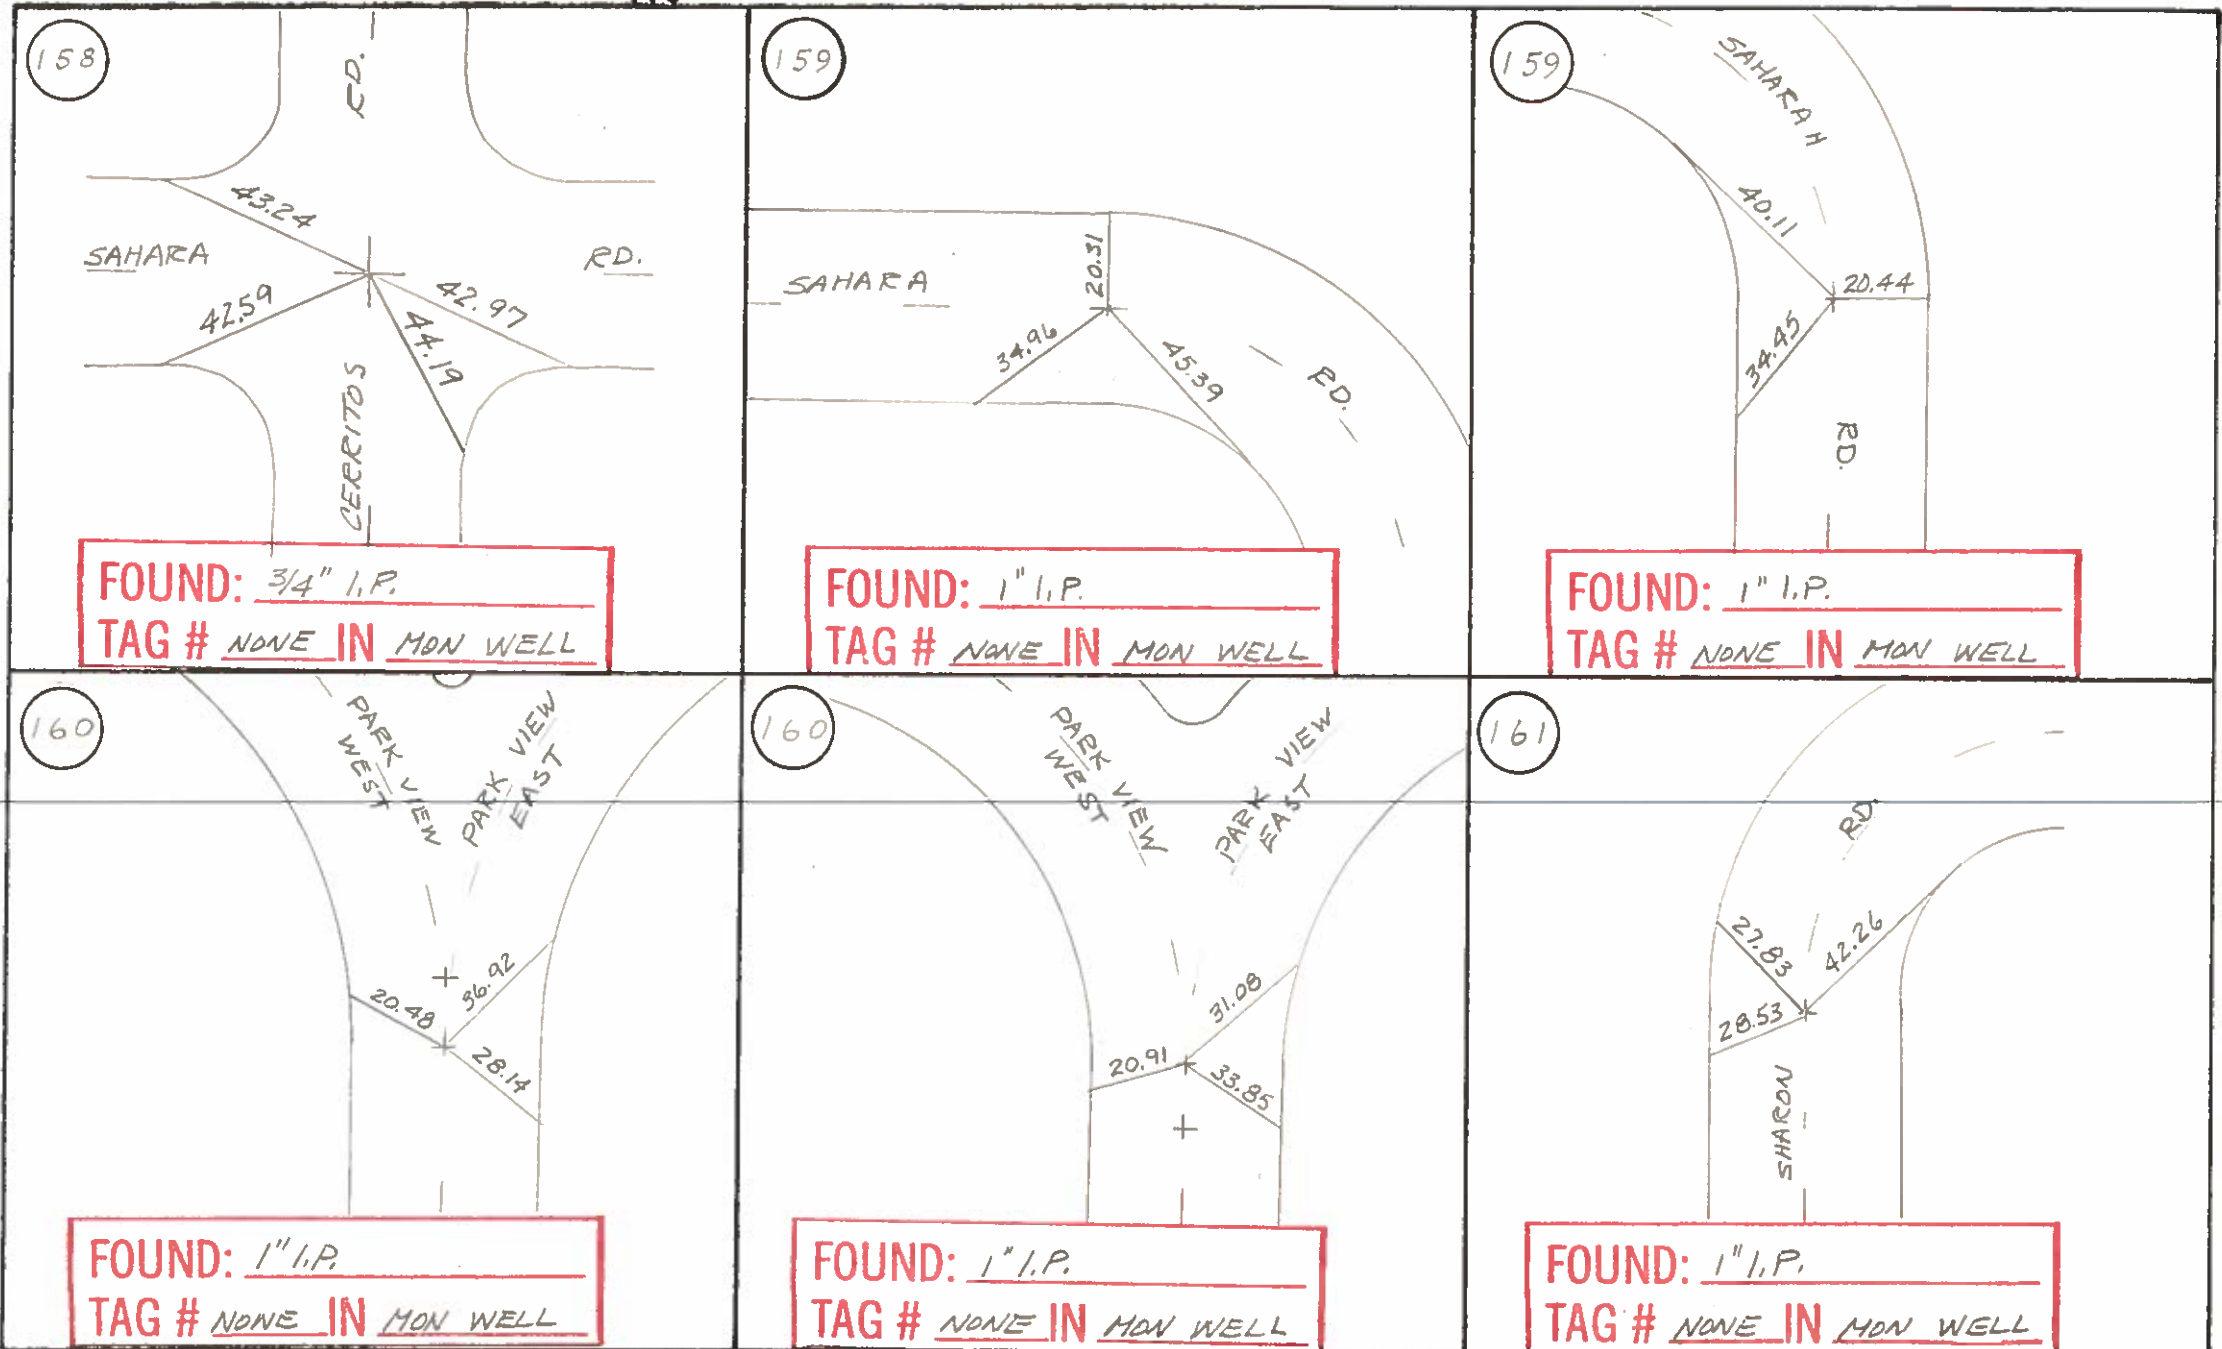 158
RD.
43.24
SAHARA
RD.
42.59
42.97
44.19
CERRITOS
FOUND: 3/4" I.P.
TAG # NONE IN MON WELL
159
20.31
SAHARA
34.96
45.39
RD.
FOUND: 1" I.P.
TAG # NONE IN MON WELL
159
SAHARAH
40.11
20.44
34.45
RD.
FOUND: 1" I.P.
TAG # NONE IN MON WELL
160
PARK VIEW
WEST
PARK VIEW
EAST
20.48
36.92
28.14
FOUND: 1" I.P.
TAG # NONE IN MON WELL
160
PARK VIEW
WEST
PARK VIEW
EAST
31.08
20.91
33.85
FOUND: 1" I.P.
TAG # NONE IN MON WELL
161
RD.
27.83
42.26
28.53
SHARON
FOUND: 1" I.P.
TAG # NONE IN MON WELL